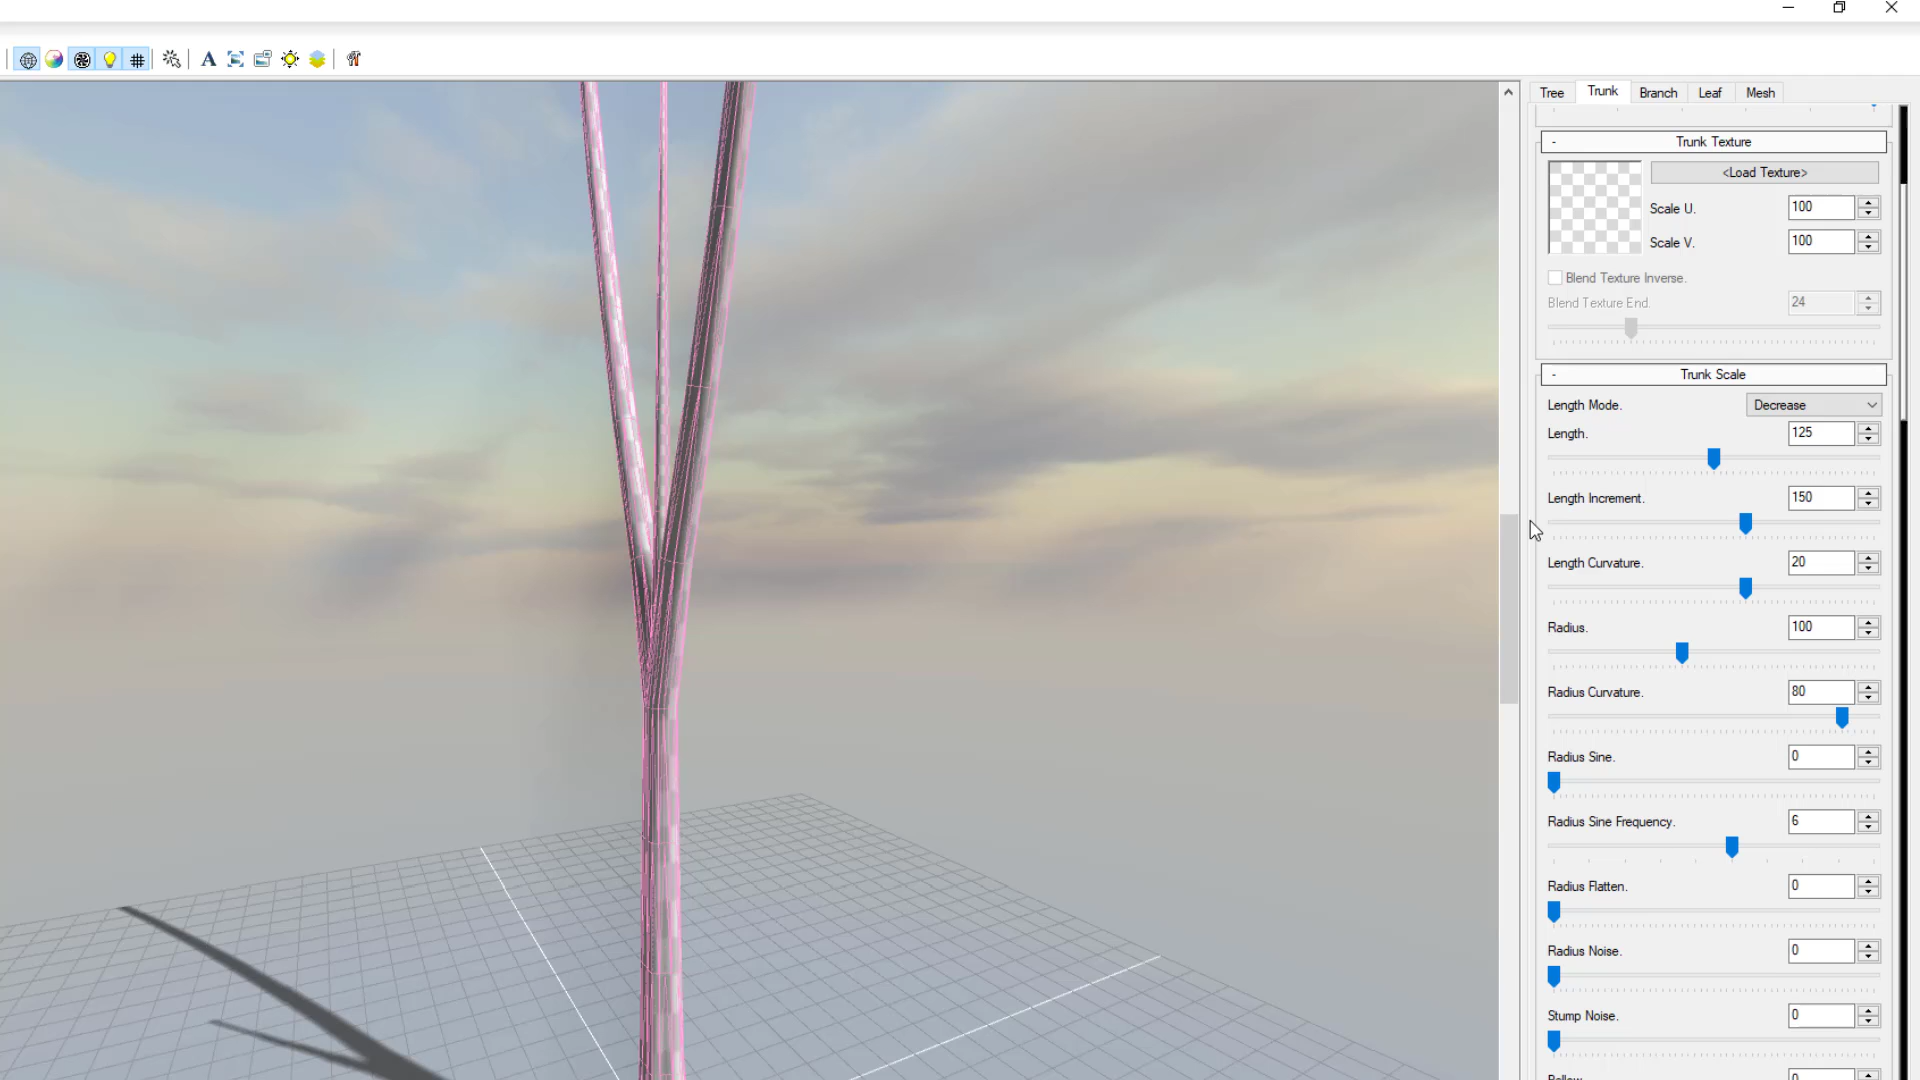 A
Tree Trunk Branch Leaf Mesh
- Trunk Texture
<Load Texture>
Scale U. 100
Scale V. 100
Blend Texture Inverse.
Blend Texture End. 24
- Trunk Scale
Length Mode. Decrease
Length. 125
Length Increment. 150
Length Curvature. 20
Radius. 100
Radius Curvature. 80
Radius Sine. 0
Radius Sine Frequency. 6
Radius Flatten. 0
Radius Noise. 0
Stump Noise. 0